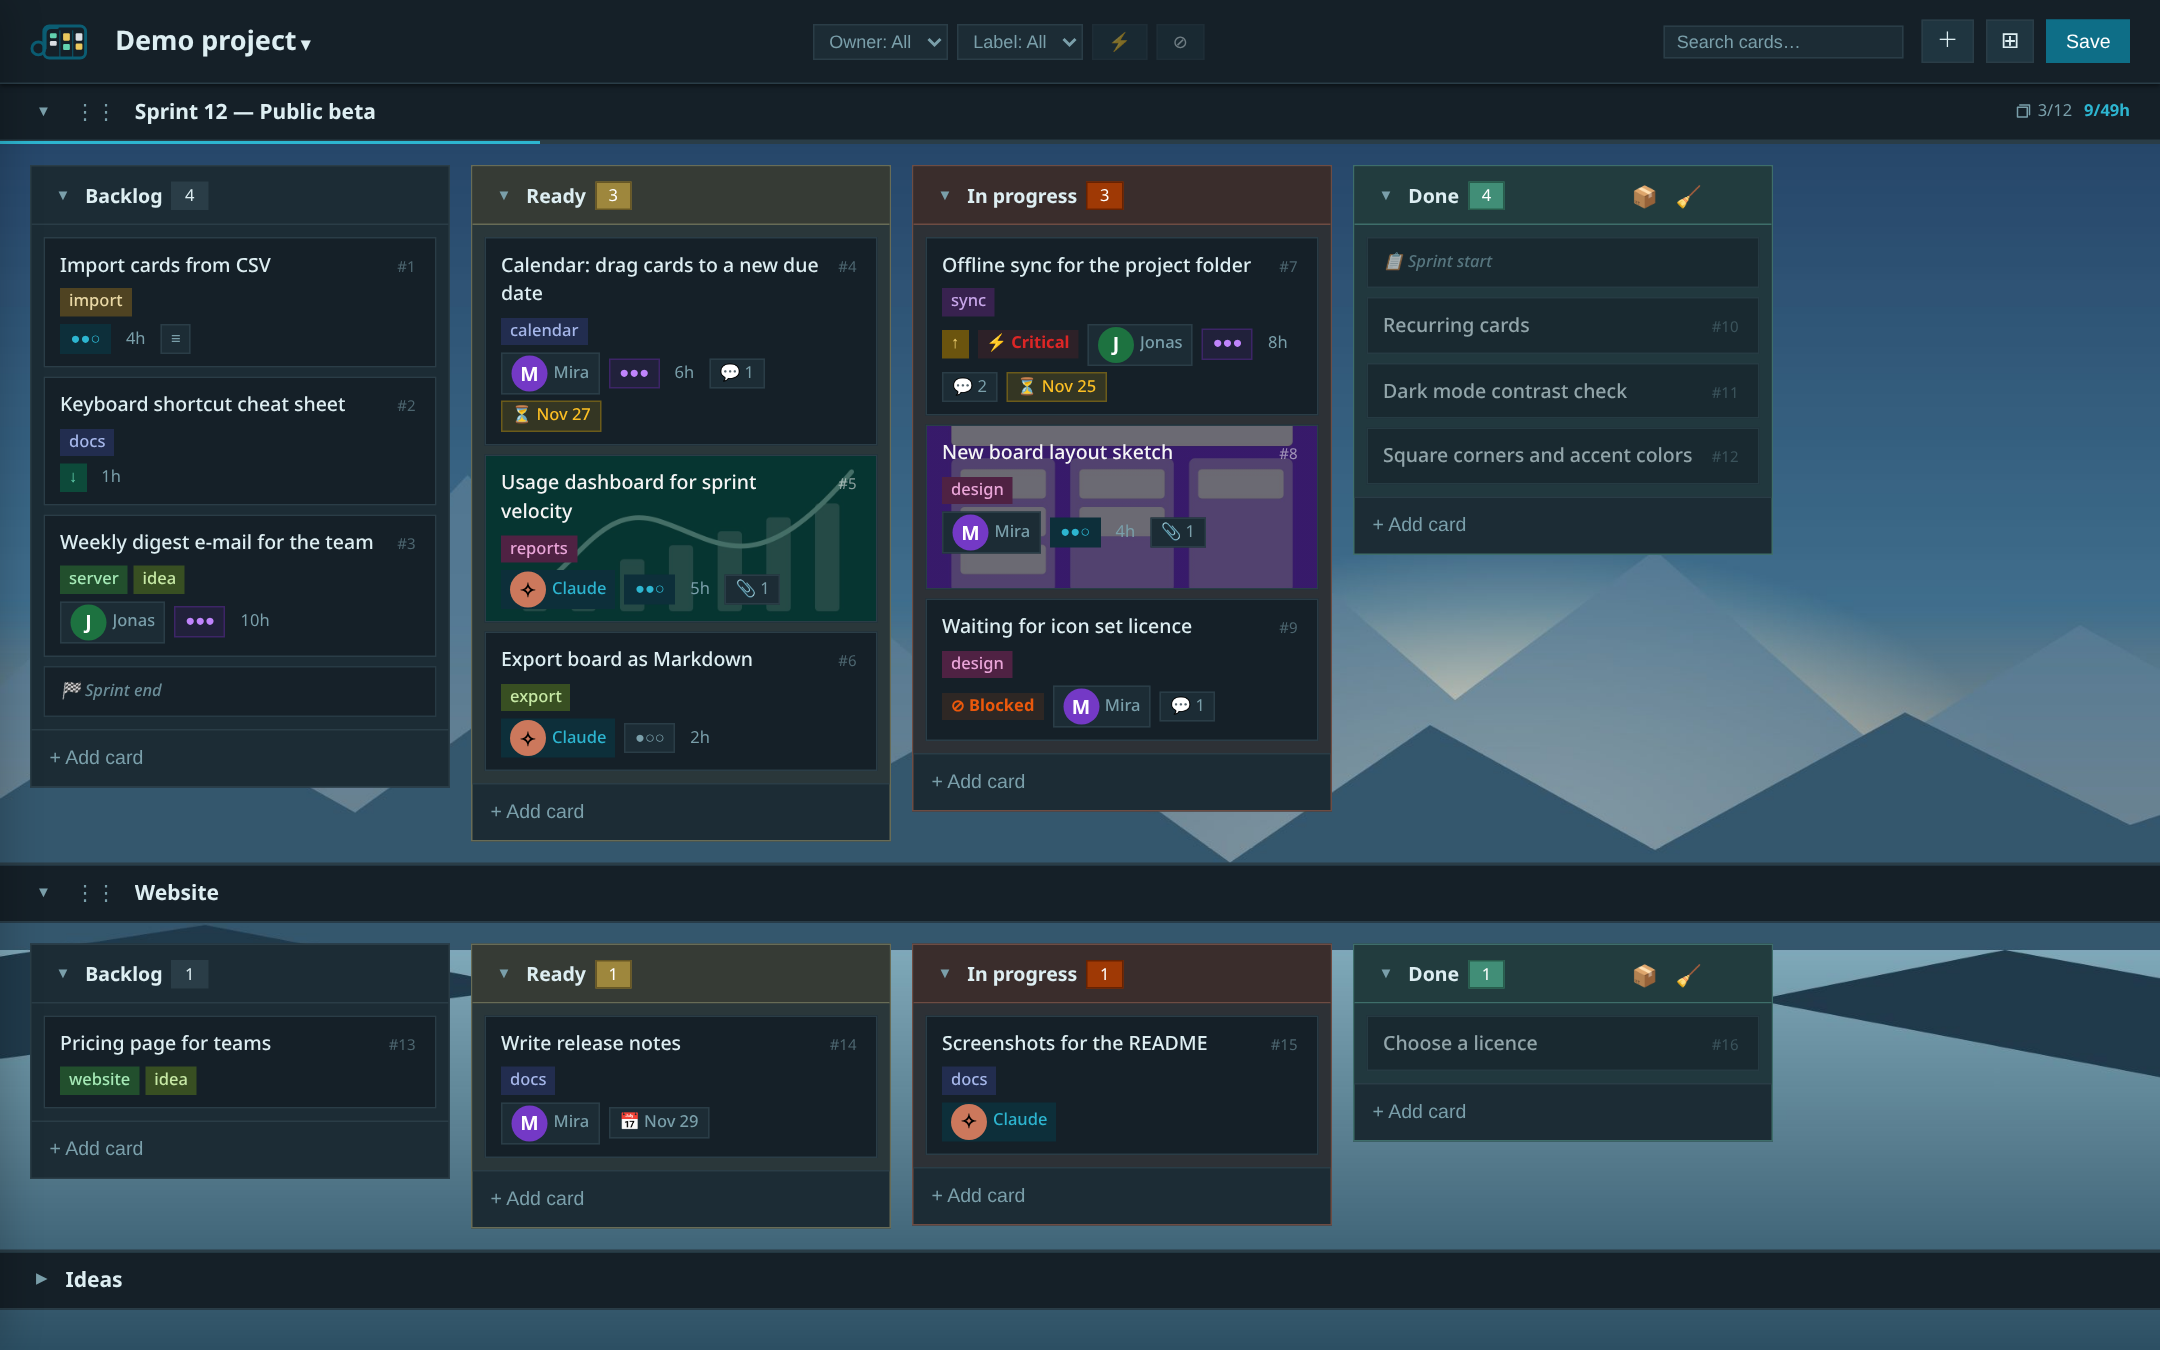 Demo project ▾
Owner: All
Label: All
⚡
⊘
Search cards…
+
⊞
Save
▼ ⋮⋮ Sprint 12 — Public beta
3/12 9/49h
▼ Backlog 4
Import cards from CSV #1
import
●●○ 4h ≡
Keyboard shortcut cheat sheet #2
docs
↓ 1h
Weekly digest e-mail for the team #3
server idea
J Jonas ●●● 10h
🏁 Sprint end
+ Add card
▼ Ready 3
Calendar: drag cards to a new due #4
date
calendar
M Mira ●●● 6h 💬 1
⏳ Nov 27
Usage dashboard for sprint #5
velocity
reports
✧ Claude ●●○ 5h 📎 1
Export board as Markdown #6
export
✧ Claude ●○○ 2h
+ Add card
▼ In progress 3
Offline sync for the project folder #7
sync
↑ ⚡ Critical J Jonas ●●● 8h
💬 2 ⏳ Nov 25
New board layout sketch #8
design
M Mira ●●○ 4h 📎 1
Waiting for icon set licence #9
design
⊘ Blocked M Mira 💬 1
+ Add card
▼ Done 4 📦 🧹
📋 Sprint start
Recurring cards #10
Dark mode contrast check #11
Square corners and accent colors #12
+ Add card
▼ ⋮⋮ Website
▼ Backlog 1
Pricing page for teams #13
website idea
+ Add card
▼ Ready 1
Write release notes #14
docs
M Mira 📅 Nov 29
+ Add card
▼ In progress 1
Screenshots for the README #15
docs
✧ Claude
+ Add card
▼ Done 1 📦 🧹
Choose a licence #16
+ Add card
▶ Ideas